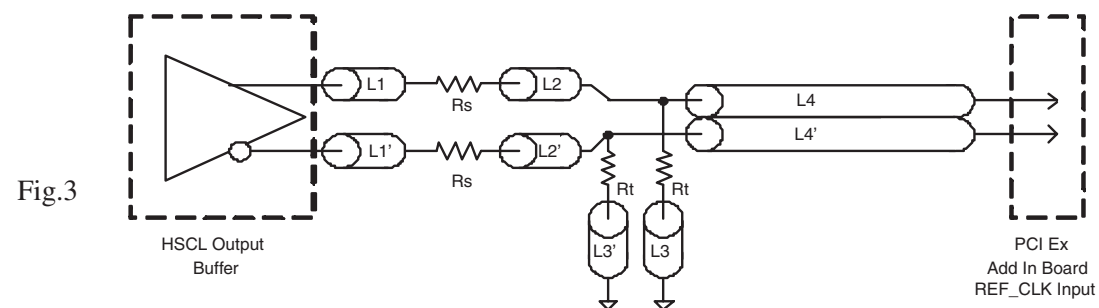 L1
Rs
L2
L4
L1'
Rs
L2'
L4'
Rt
Rt
L3'
L3
Fig.3
HSCL Output
Buffer
PCI Ex
Add In Board
REF_CLK Input